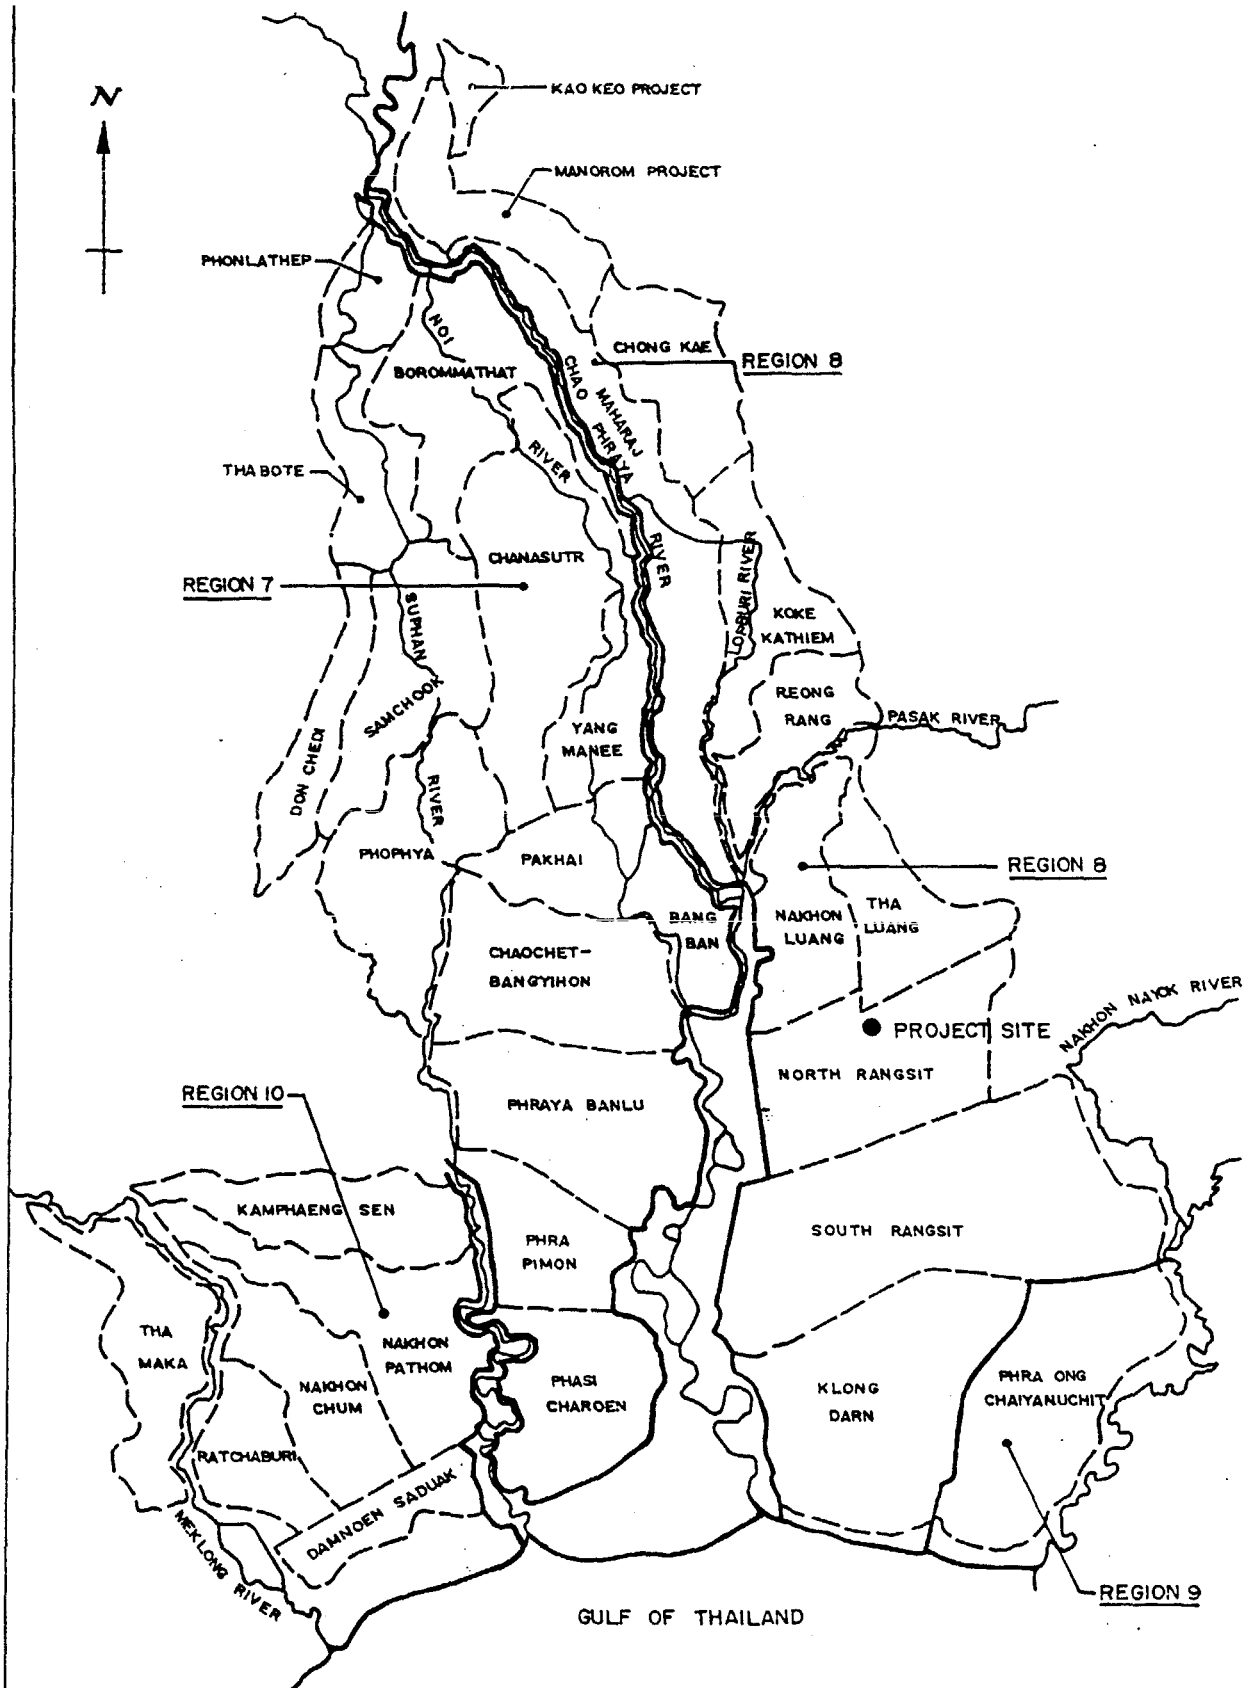 N
KAO KEO PROJECT
MANOROM PROJECT
PHONLATHEP
NOI
CHONG KAE
REGION 8
BOROMMATHAT
CHAO
MAHARAJ
PHRAYA
RIVER
THA BOTE
RIVER
CHANASUTR
REGION 7
LOPBURI RIVER
SUPHAN
KOKE
KATHIEM
REONG
RANG
SAMCHOOK
PASAK RIVER
YANG
MANEE
DON CHEDI
RIVER
PHOPHYA
PAKHAI
REGION 8
BANG
BAN
NAKHON
LUANG
THA
LUANG
CHAOCHET-
BANGYIHON
NAKHON NAYOK RIVER
PROJECT SITE
NORTH RANGSIT
REGION 10
PHRAYA BANLU
KAMPHAENG SEN
SOUTH RANGSIT
PHRA
PIMON
THA
MAKA
NAKHON
PATHOM
NAKHON
CHUM
PHASI
CHAROEN
KLONG
DARN
PHRA ONG
CHAIYANUCHIT
RATCHABURI
DAMNOEN SADUAK
MEKLONG RIVER
REGION 9
GULF OF THAILAND